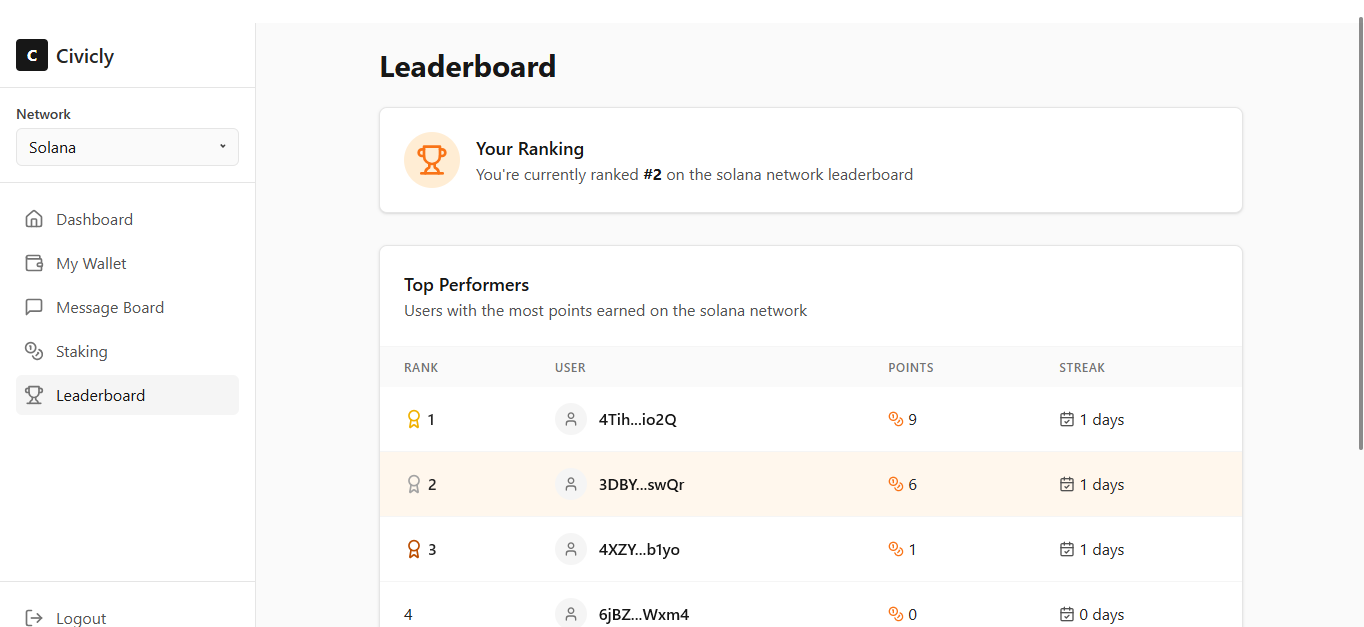 C Civicly
Network
Solana
Dashboard
My Wallet
Message Board
Staking
Leaderboard
Logout
Leaderboard
Your Ranking
You're currently ranked #2 on the solana network leaderboard
Top Performers
Users with the most points earned on the solana network
RANK USER POINTS STREAK
1 4Tih...io2Q 9 1 days
2 3DBY...swQr 6 1 days
3 4XZY...b1yo 1 1 days
4 6jBZ...Wxm4 0 0 days